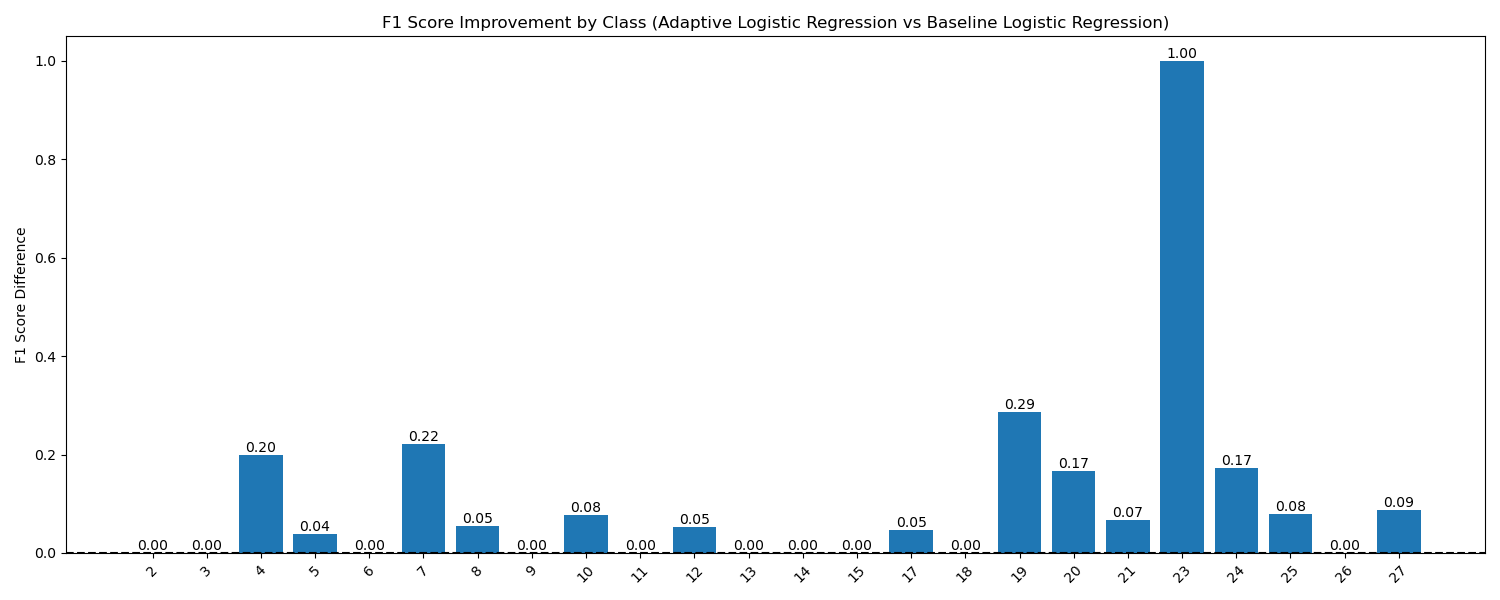 F1 Score Improvement by Class (Adaptive Logistic Regression vs Baseline Logistic Regression)
F1 Score Difference
1.0
0.8
0.6
0.4
0.2
0.0
0.00 0.00 0.20 0.04 0.00 0.22 0.05 0.00 0.08 0.00 0.05 0.00 0.00 0.00 0.05 0.00 0.29 0.17 0.07 1.00 0.17 0.08 0.00 0.09
2 3 4 5 6 7 8 9 10 11 12 13 14 15 17 18 19 20 21 23 24 25 26 27